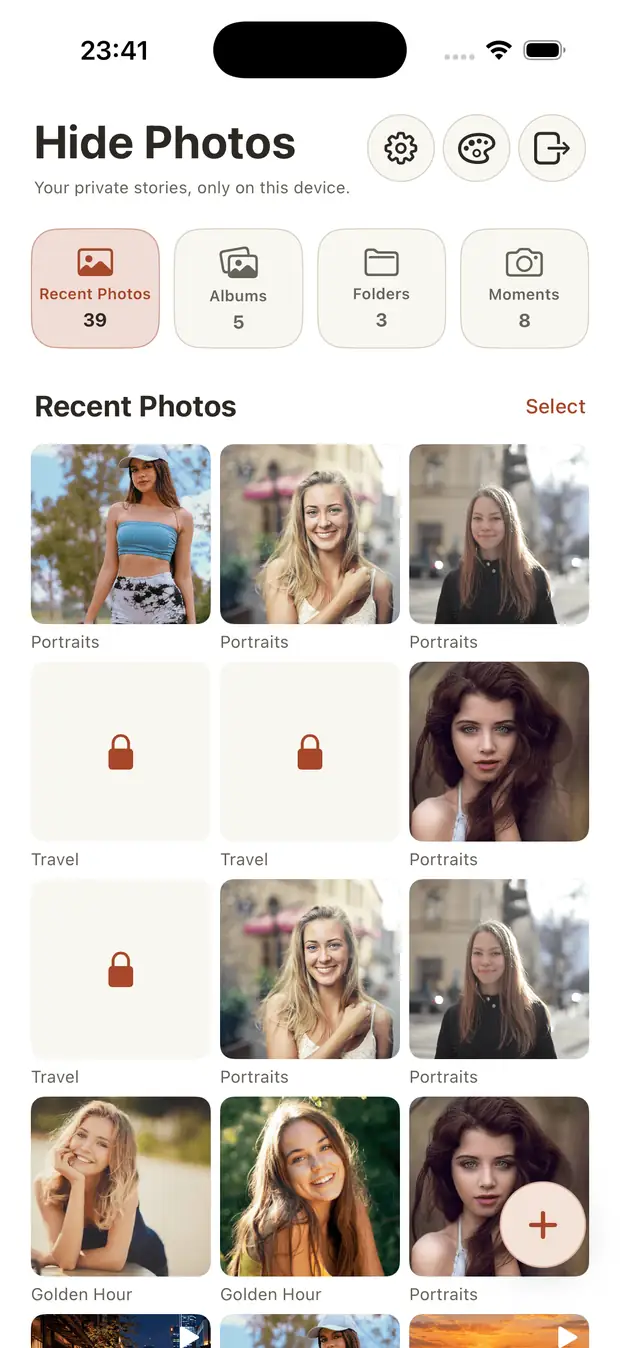 23:41
Hide Photos
Your private stories, only on this device.
Recent Photos
39
Albums
5
Folders
3
Moments
8
Recent Photos
Select
Portraits
Portraits
Portraits
Travel
Travel
Portraits
Travel
Portraits
Portraits
Golden Hour
Golden Hour
Portraits